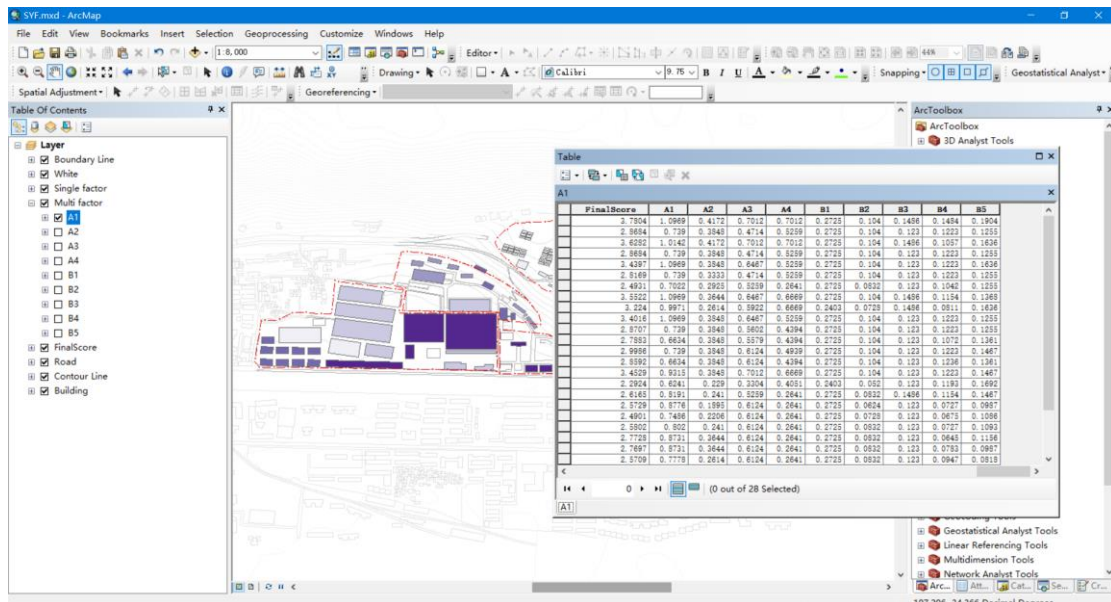 SYF.mxd - ArcMap
File Edit View Bookmarks Insert Selection Geoprocessing Customize Windows Help
1:8,000
Editor
44%
Drawing
Calibri
9.75
B I U A
Snapping
Geostatistical Analyst
Spatial Adjustment
Georeferencing
Table Of Contents
Layer
Boundary Line
White
Single factor
Multi factor
A1
A2
A3
A4
B1
B2
B3
B4
B5
FinalScore
Road
Contour Line
Building
ArcToolbox
ArcToolbox
3D Analyst Tools
Table
A1
FinalScore A1 A2 A3 A4 B1 B2 B3 B4 B5
3.7804 1.0969 0.4172 0.7012 0.7012 0.2725 0.104 0.1486 0.1484 0.1904
2.8684 0.739 0.3848 0.4714 0.5259 0.2725 0.104 0.123 0.1223 0.1255
3.6282 1.0142 0.4172 0.7012 0.7012 0.2725 0.104 0.1486 0.1057 0.1636
2.8684 0.739 0.3848 0.4714 0.5259 0.2725 0.104 0.123 0.1223 0.1255
3.4397 1.0969 0.3848 0.6467 0.5259 0.2725 0.104 0.123 0.1223 0.1636
2.8169 0.739 0.3333 0.4714 0.5259 0.2725 0.104 0.123 0.1223 0.1255
2.4931 0.7022 0.2925 0.5259 0.2641 0.2725 0.0832 0.123 0.1042 0.1255
3.5522 1.0969 0.3644 0.6467 0.6669 0.2725 0.104 0.1486 0.1154 0.1368
3.224 0.9971 0.2614 0.5922 0.6669 0.2403 0.0728 0.1486 0.0811 0.1636
3.4016 1.0969 0.3848 0.6467 0.5259 0.2725 0.104 0.123 0.1223 0.1255
2.8707 0.739 0.3848 0.5602 0.4394 0.2725 0.104 0.123 0.1223 0.1255
2.7883 0.6634 0.3848 0.5579 0.4394 0.2725 0.104 0.123 0.1072 0.1361
2.9986 0.739 0.3848 0.6124 0.4939 0.2725 0.104 0.123 0.1223 0.1467
2.8592 0.6634 0.3848 0.6124 0.4394 0.2725 0.104 0.123 0.1236 0.1361
3.4529 0.9315 0.3848 0.7012 0.6669 0.2725 0.104 0.123 0.1223 0.1467
2.2924 0.6241 0.229 0.3304 0.4051 0.2403 0.052 0.123 0.1193 0.1692
2.6165 0.8191 0.241 0.5259 0.2641 0.2725 0.0832 0.1486 0.1154 0.1467
2.5729 0.8776 0.1895 0.6124 0.2641 0.2725 0.0624 0.123 0.0727 0.0987
2.4901 0.7486 0.2206 0.6124 0.2641 0.2725 0.0728 0.123 0.0675 0.1086
2.5802 0.802 0.241 0.6124 0.2641 0.2725 0.0832 0.123 0.0727 0.1093
2.7728 0.8731 0.3644 0.6124 0.2641 0.2725 0.0832 0.123 0.0648 0.1156
2.7697 0.8731 0.3644 0.6124 0.2641 0.2725 0.0832 0.123 0.0783 0.0987
2.5709 0.7778 0.2614 0.6124 0.2641 0.2725 0.0832 0.123 0.0947 0.0818
0
(0 out of 28 Selected)
A1
Geostatistical Analyst Tools
Linear Referencing Tools
Multidimension Tools
Network Analyst Tools
Arc... Att... Cat... Se... Cr...